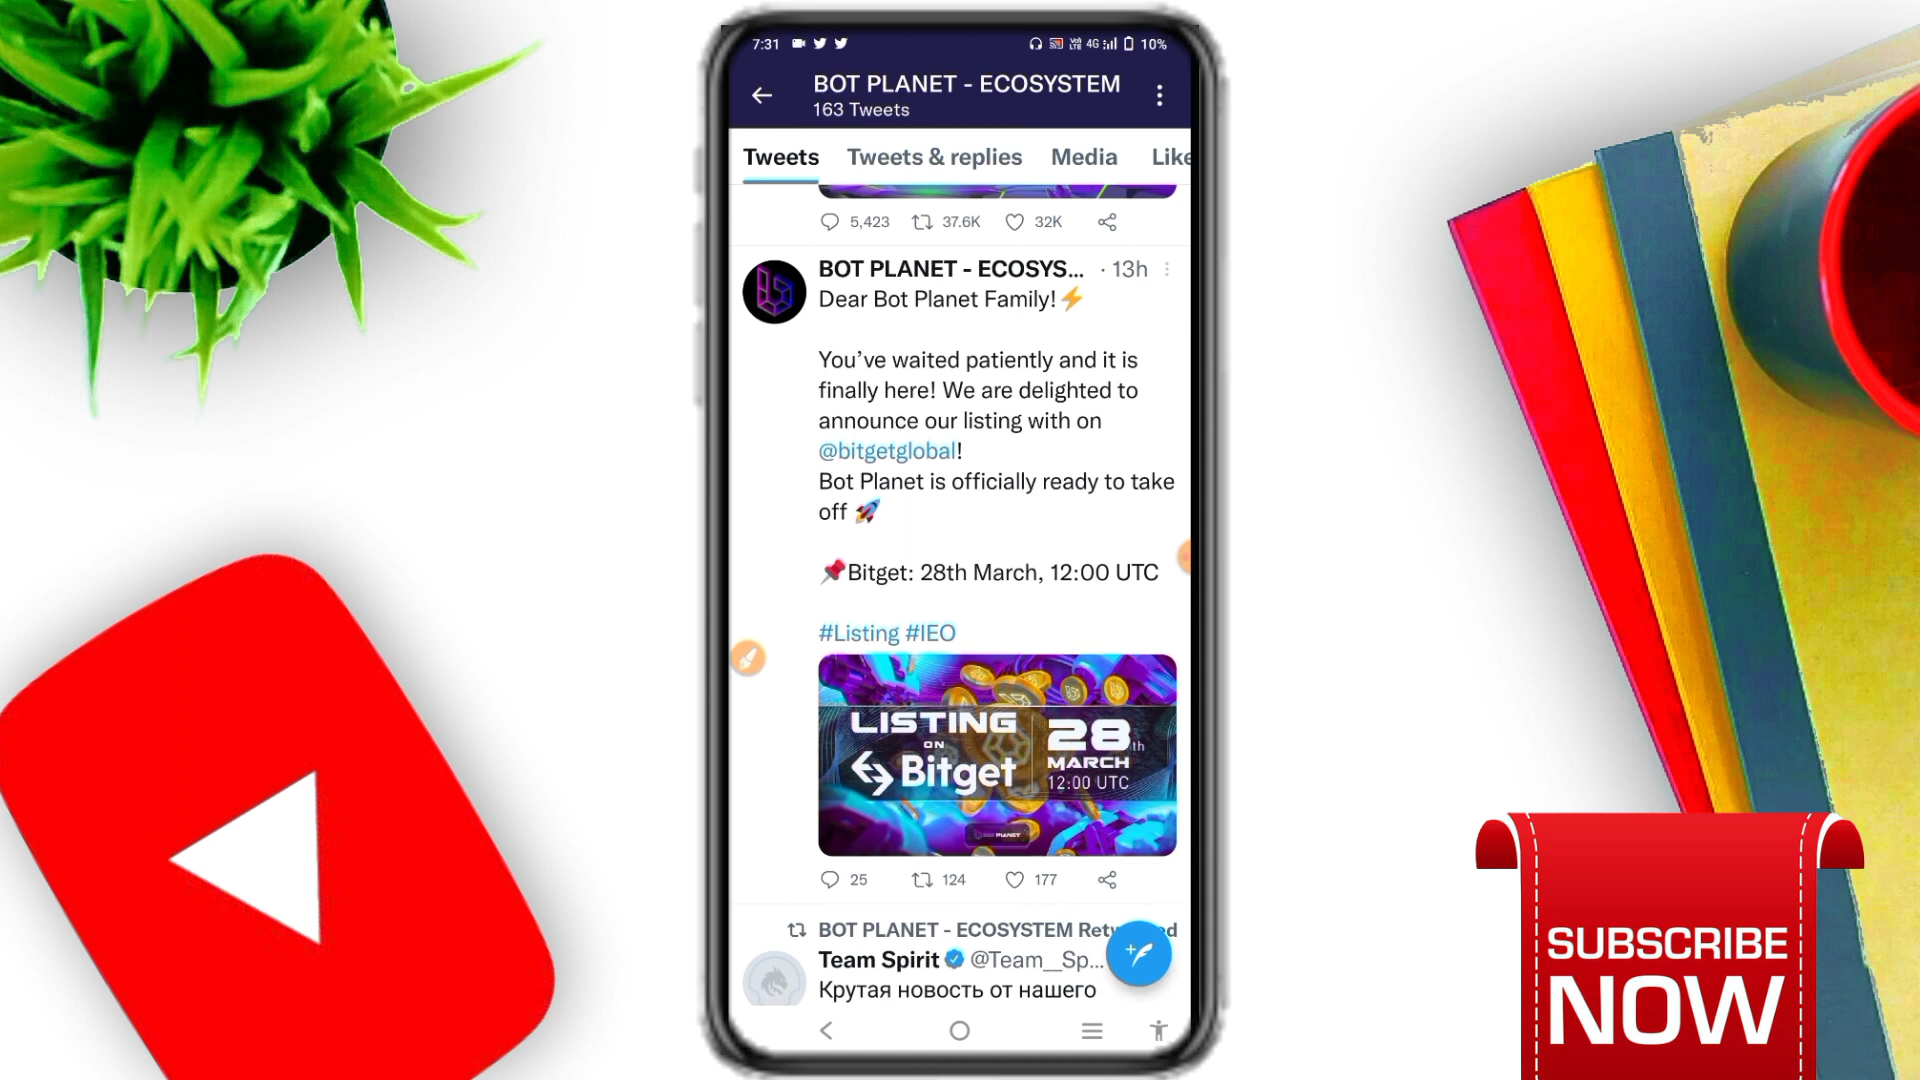 7:31 4G 10%
BOT PLANET - ECOSYSTEM
163 Tweets
Tweets Tweets & replies Media Like
5,423 37.6K 32K
BOT PLANET - ECOSYS... · 13h
Dear Bot Planet Family!⚡
You’ve waited patiently and it is
finally here! We are delighted to
announce our listing with on
@bitgetglobal!
Bot Planet is officially ready to take
off 🚀
📌Bitget: 28th March, 12:00 UTC
#Listing #IEO
LISTING
ON
Bitget
28th
MARCH
12:00 UTC
25 124 177
BOT PLANET - ECOSYSTEM
Team Spirit @Team__Sp...
Крутая новость от нашего
SUBSCRIBE
NOW